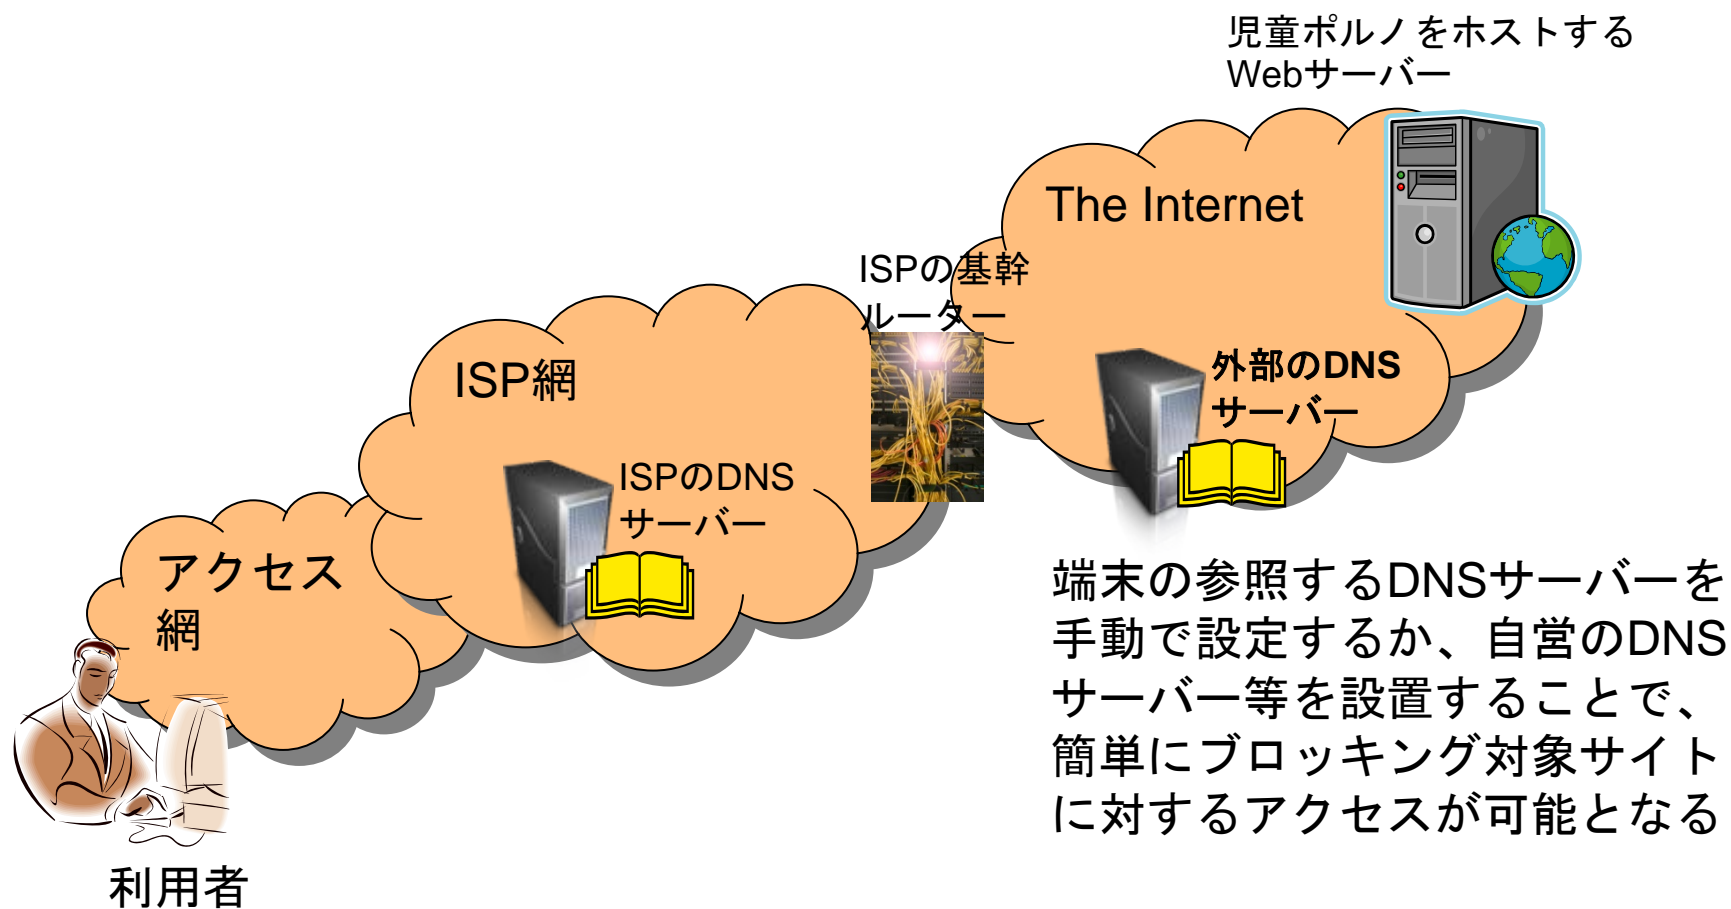 児童ポルノをホストする
Webサーバー
The Internet
ISPの基幹
ルーター
外部のDNS
サーバー
ISP網
ISPのDNS
サーバー
アクセス
網
端末の参照するDNSサーバーを
手動で設定するか、自営のDNS
サーバー等を設置することで、
簡単にブロッキング対象サイト
に対するアクセスが可能となる
利用者